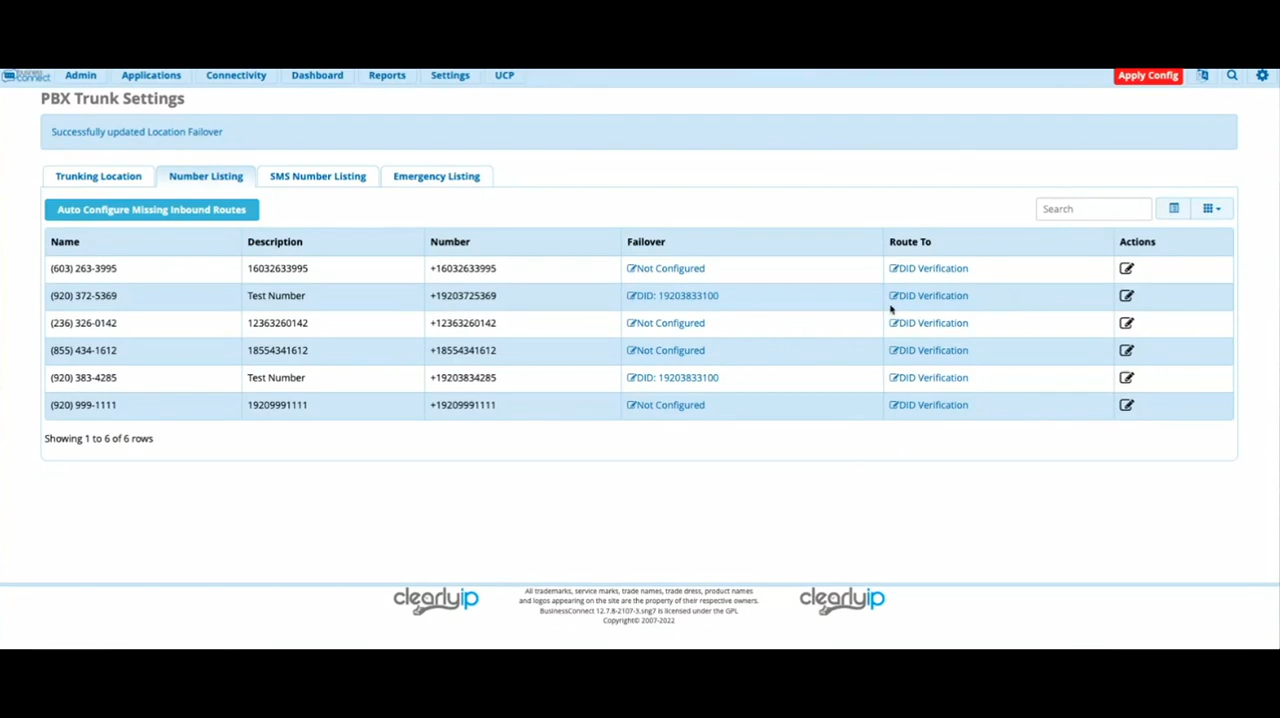 Business Connect
Admin Applications Connectivity Dashboard Reports Settings UCP Apply Config
PBX Trunk Settings
Successfully updated Location Failover
Trunking Location Number Listing SMS Number Listing Emergency Listing
Auto Configure Missing Inbound Routes Search
Name Description Number Failover Route To Actions
(603) 263-3995 16032633995 +16032633995 Not Configured DID Verification
(920) 372-5369 Test Number +19203725369 DID: 19203833100 DID Verification
(236) 326-0142 12363260142 +12363260142 Not Configured DID Verification
(855) 434-1612 18554341612 +18554341612 Not Configured DID Verification
(920) 383-4285 Test Number +19203834285 DID: 19203833100 DID Verification
(920) 999-1111 19209991111 +19209991111 Not Configured DID Verification
Showing 1 to 6 of 6 rows
clearlyip clearlyip
All trademarks, service marks, trade names, trade dress, product names
and logos appearing on the site are the property of their respective owners.
BusinessConnect 12.7.8-2107-3.sng7 is licensed under the GPL
Copyright© 2007-2022